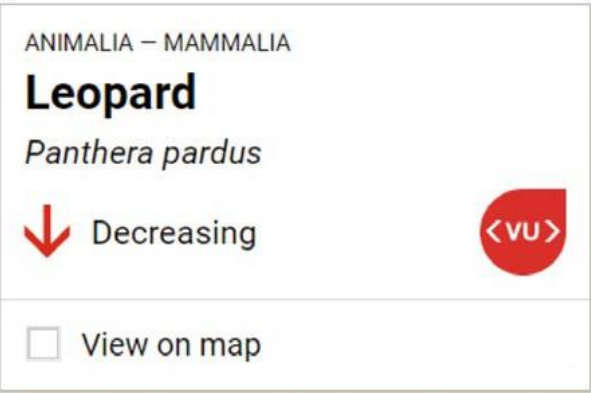 ANIMALIA – MAMMALIA
Leopard
Panthera pardus
Decreasing
<VU>
View on map